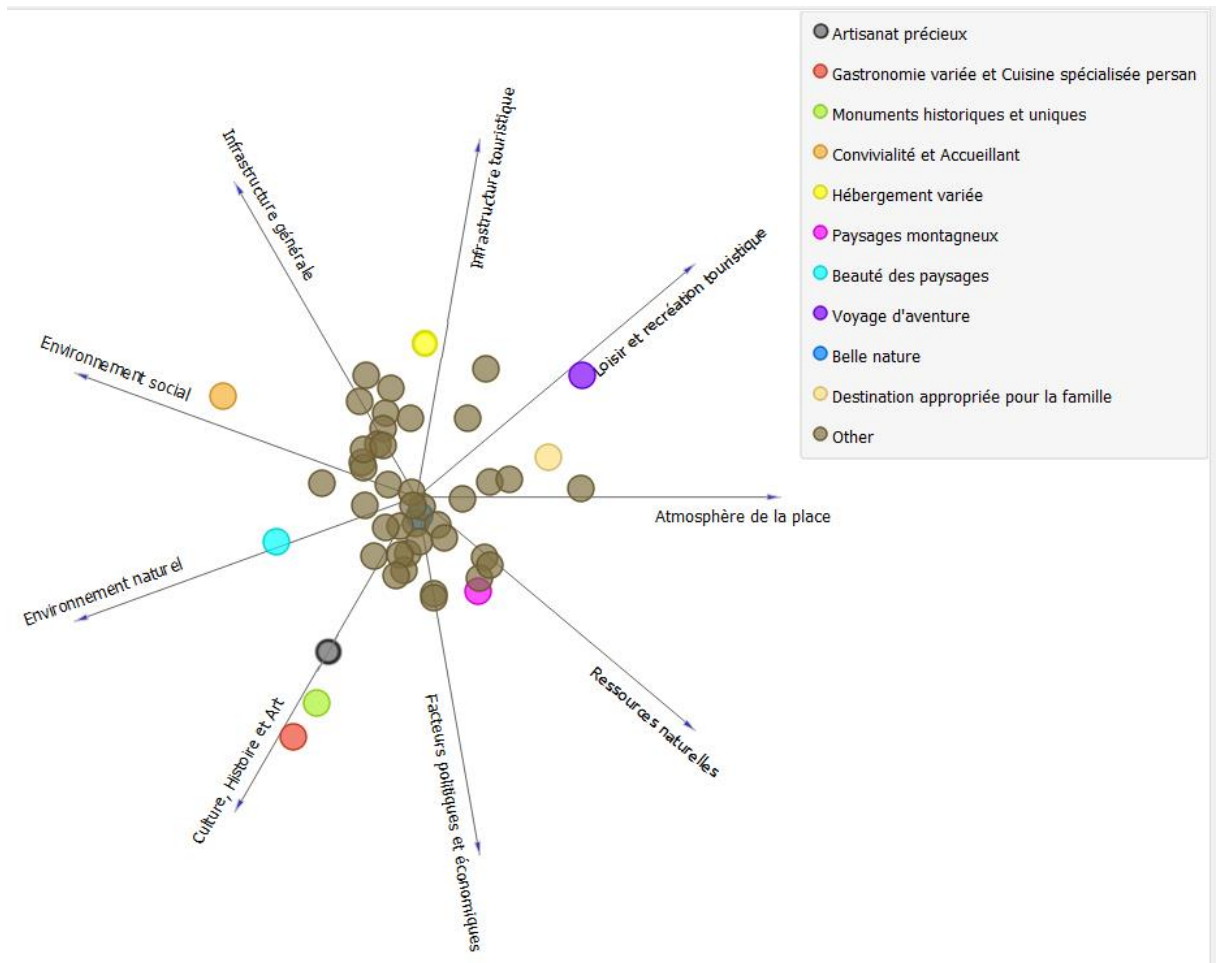 Artisanat précieux
Gastronomie variée et Cuisine spécialisée persan
Monuments historiques et uniques
Convivialité et Accueillant
Hébergement variée
Paysages montagneux
Beauté des paysages
Voyage d'aventure
Belle nature
Destination appropriée pour la famille
Other
Infrastructure générale
Infrastructure touristique
Loisir et recréation touristique
Environnement social
Atmosphère de la place
Environnement naturel
Culture, Histoire et Art
Facteurs politiques et économiques
Ressources naturelles